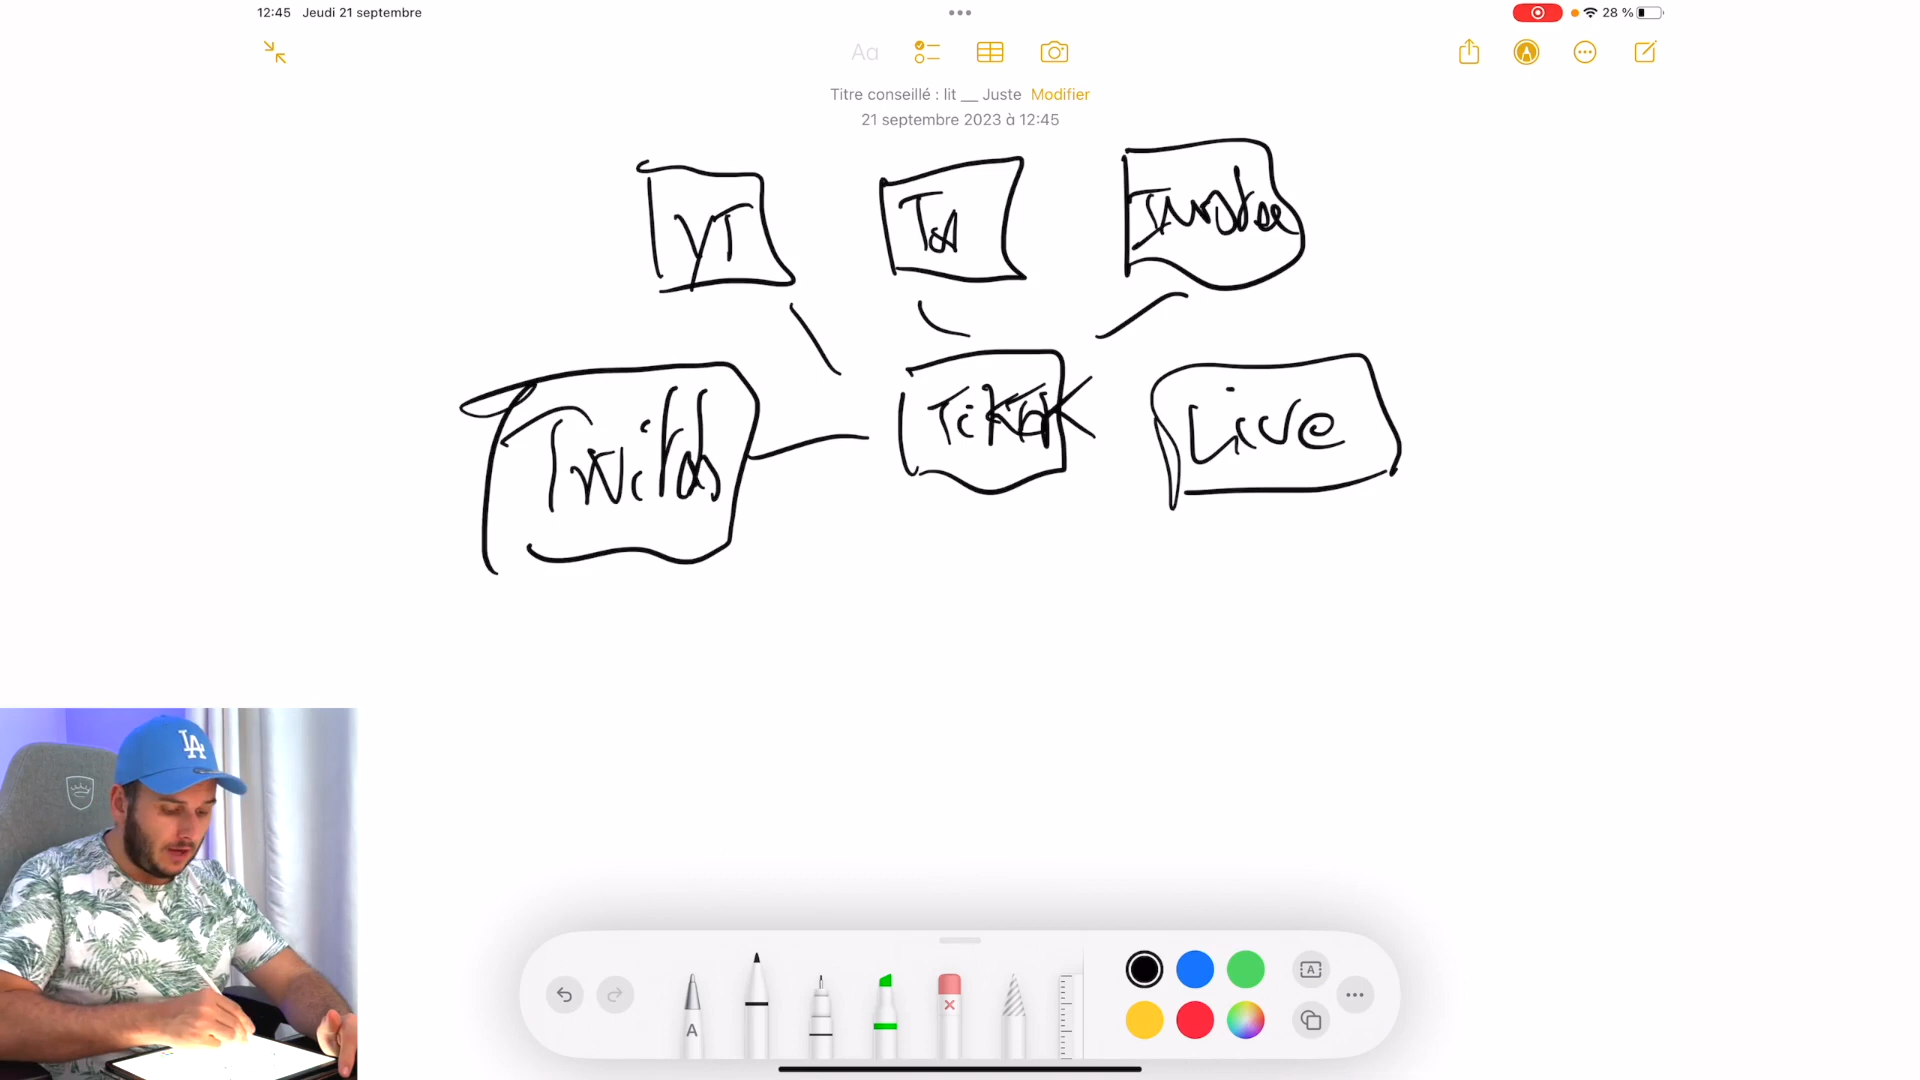 12:45 Jeudi 21 septembre
28 %
Aa
Titre conseillé : lit __ Juste Modifier
21 septembre 2023 à 12:45
YT
TikTok
Live
LA
A
A